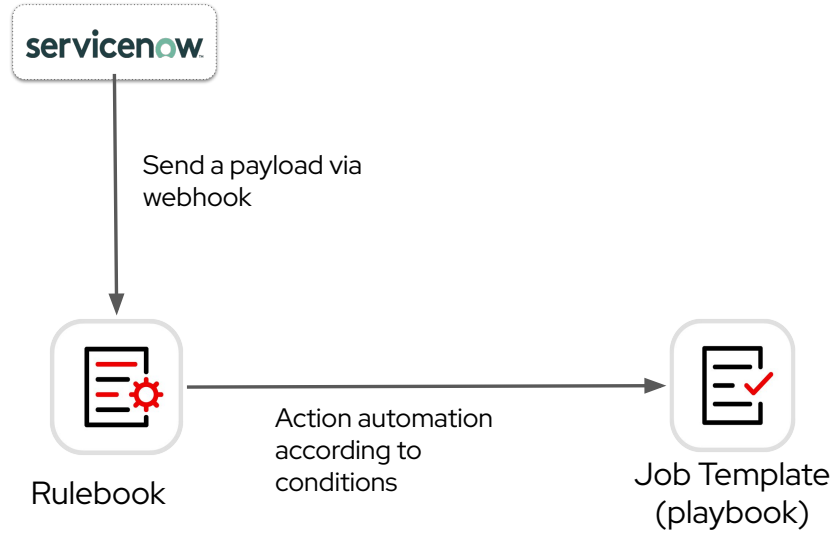 servicenow
Send a payload via
webhook
Action automation
according to
conditions
Rulebook
Job Template
(playbook)